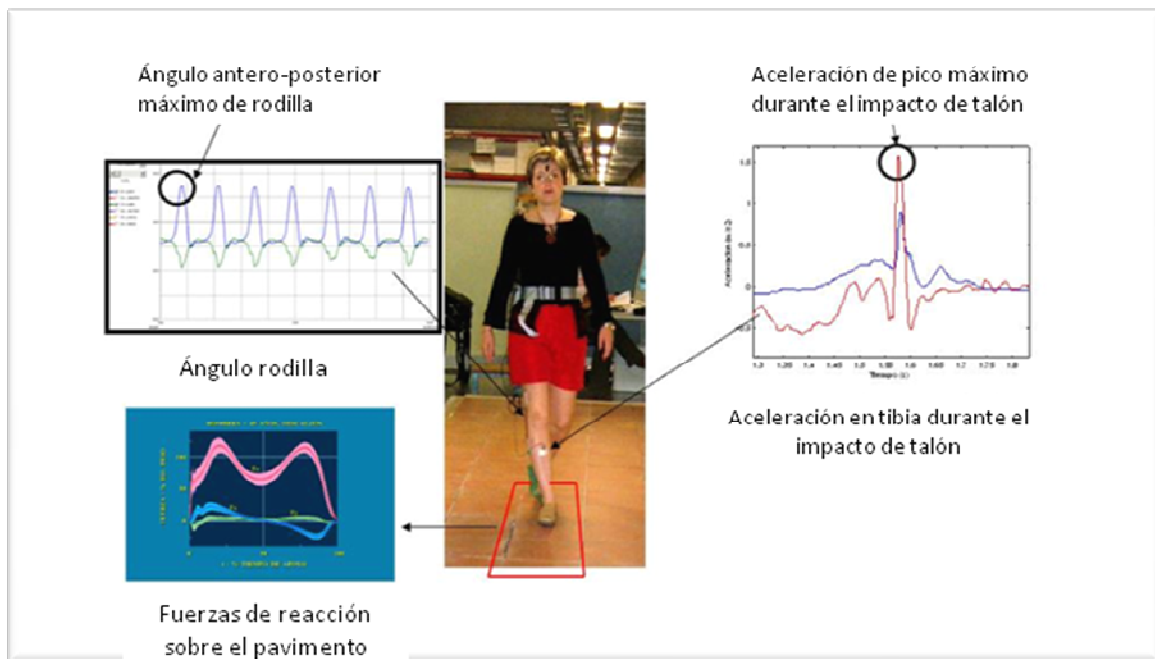 Ángulo antero-posterior
máximo de rodilla
Ángulo rodilla
Fuerzas de reacción
sobre el pavimento
Aceleración de pico máximo
durante el impacto de talón
Tiempo (s)
Aceleración en tibia durante el
impacto de talón